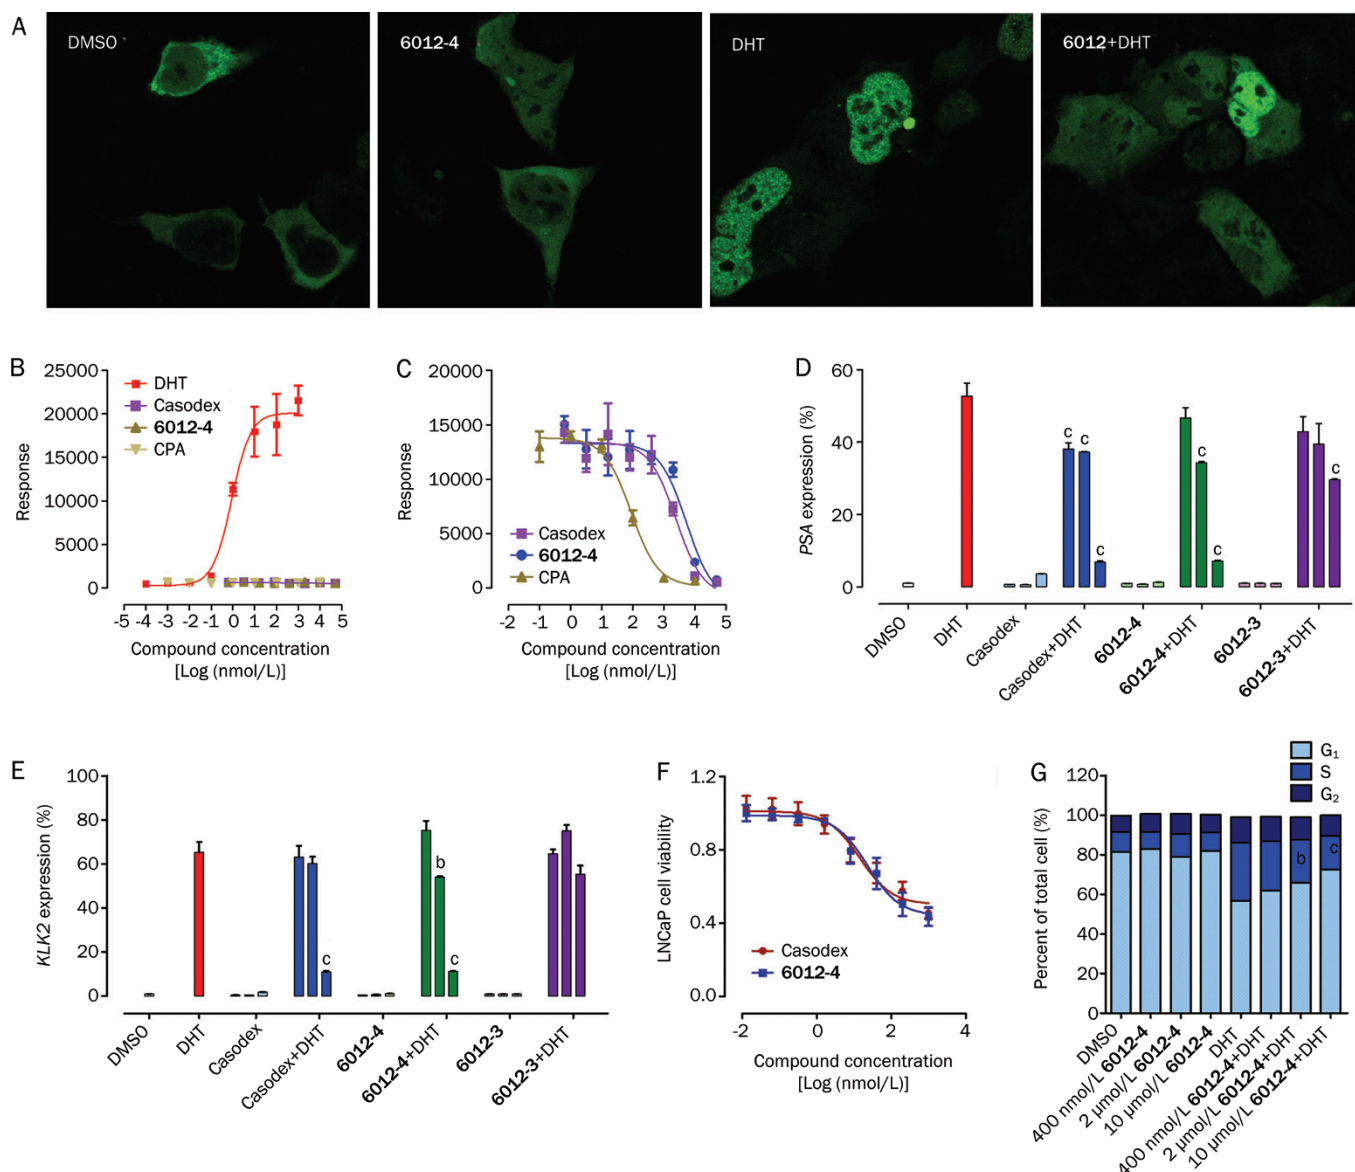 A
DMSO
6012-4
DHT
6012+DHT
B
25000
20000
15000
10000
5000
0
Response
DHT
Casodex
6012-4
CPA
-5 -4 -3 -2 -1 0 1 2 3 4 5
Compound concentration
[Log (nmol/L)]
C
20000
15000
10000
5000
0
Response
Casodex
6012-4
CPA
-2 -1 0 1 2 3 4 5
Compound concentration
[Log (nmol/L)]
D
60
40
20
0
PSA expression (%)
c c c c c c
DMSO
DHT
Casodex
Casodex+DHT
6012-4
6012-4+DHT
6012-3
6012-3+DHT
E
100
80
60
40
20
0
KLK2 expression (%)
c b c
DMSO
DHT
Casodex
Casodex+DHT
6012-4
6012-4+DHT
6012-3
6012-3+DHT
F
1.2
0.8
0.4
0.0
LNCaP cell viability
Casodex
6012-4
-2 0 2 4
Compound concentration
[Log (nmol/L)]
G
G1
S
G2
120
100
80
60
40
20
0
Percent of total cell (%)
b c
DMSO
400 nmol/L 6012-4
2 μmol/L 6012-4
10 μmol/L 6012-4
DHT
400 nmol/L 6012-4+DHT
2 μmol/L 6012-4+DHT
10 μmol/L 6012-4+DHT